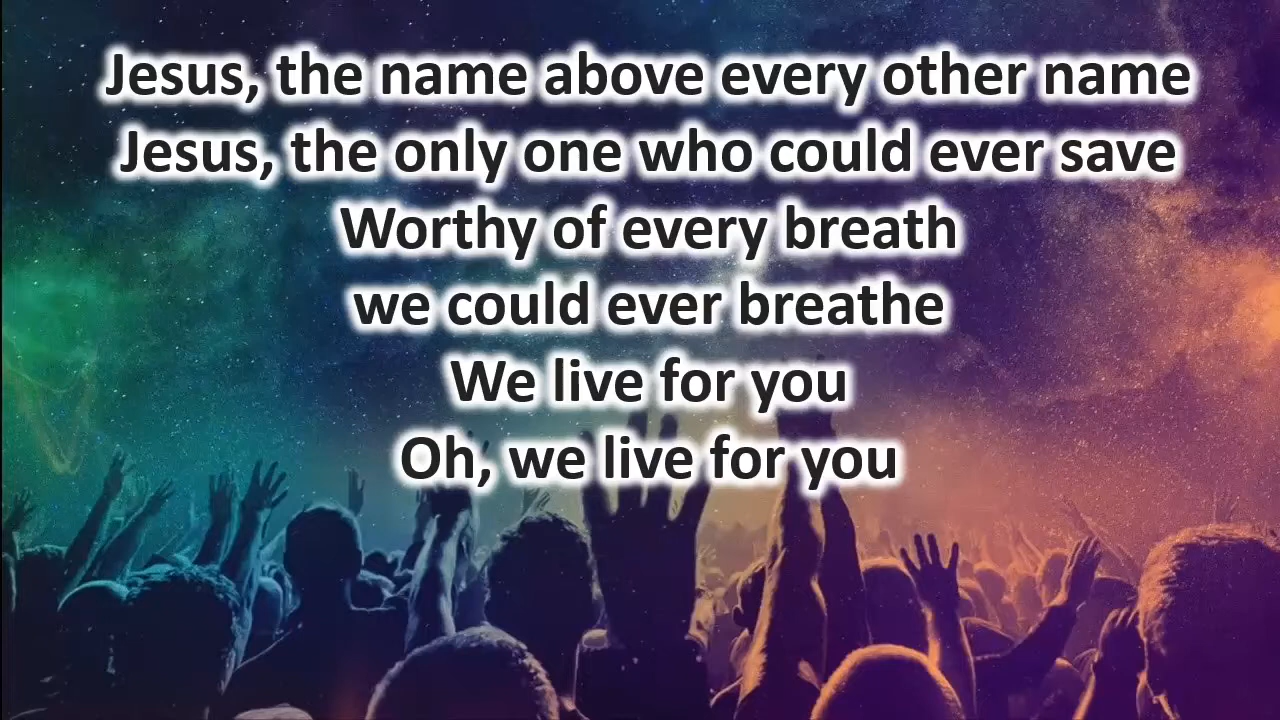 Jesus, the name above every other name
Jesus, the only one who could ever save
Worthy of every breath
we could ever breathe
We live for you
Oh, we live for you